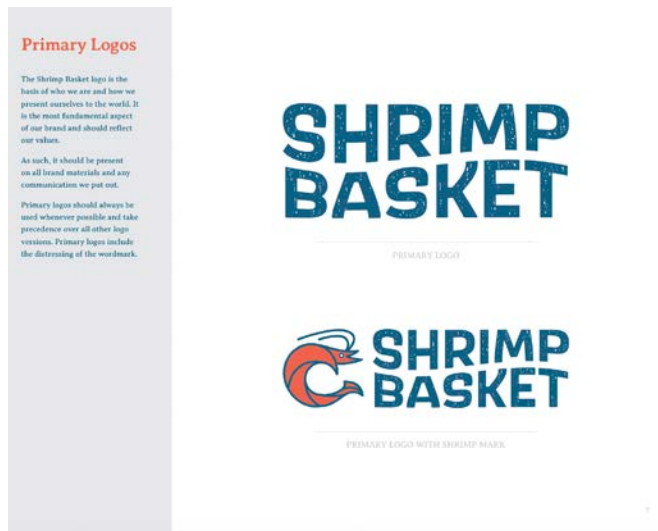 Primary Logos
The Shrimp Basket logo is the
basis of who we are and how we
present ourselves to the world. It
is the most fundamental aspect
of our brand and should reflect
our values.
As such, it should be present
on all brand materials and any
communication we put out.
Primary logos should always be
used whenever possible and take
precedence over all other logo
versions. Primary logos include
the distressing of the wordmark.
SHRIMP
BASKET
PRIMARY LOGO
SHRIMP
BASKET
PRIMARY LOGO WITH SHRIMP MARK